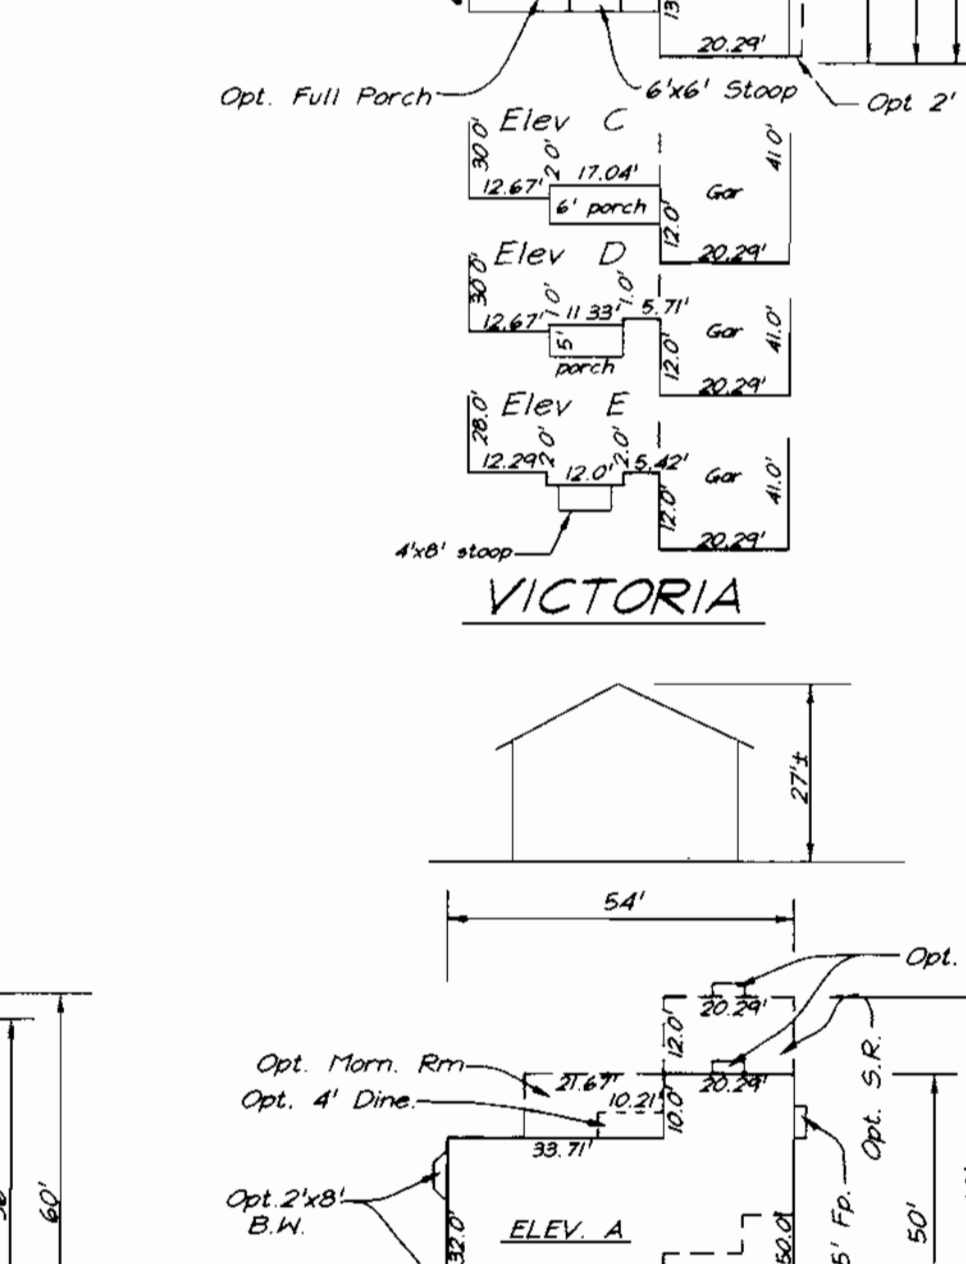 13
20.29'
Opt. Full Porch
6'x6' Stoop
Opt 2'
Elev C
30.0'
2.0'
17.04'
12.67'
6' porch
Gar
41.0'
12.0'
20.29'
Elev D
30.0'
1.0'
11.33'
1.0'
5.71'
12.67'
5'
porch
Gar
41.0'
12.0'
20.29'
Elev E
28.0'
12.29'
2.0'
12.0'
2.0'
5.42'
Gar
41.0'
12.0'
20.29'
4'x8' stoop
VICTORIA
27'±
54'
Opt.
20.29'
12.0'
Opt. Morn. Rm
21.67'
20.29'
Opt. 4' Dine.
10.21'
10.0'
33.71'
Opt. S.R.
Opt. 2'x8'
B.W.
60'
32.0'
ELEV. A
50.0'
5' Fp.
50'